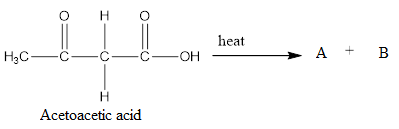 O H O
heat
H₃C—C—C—C—OH A + B
H
Acetoacetic acid